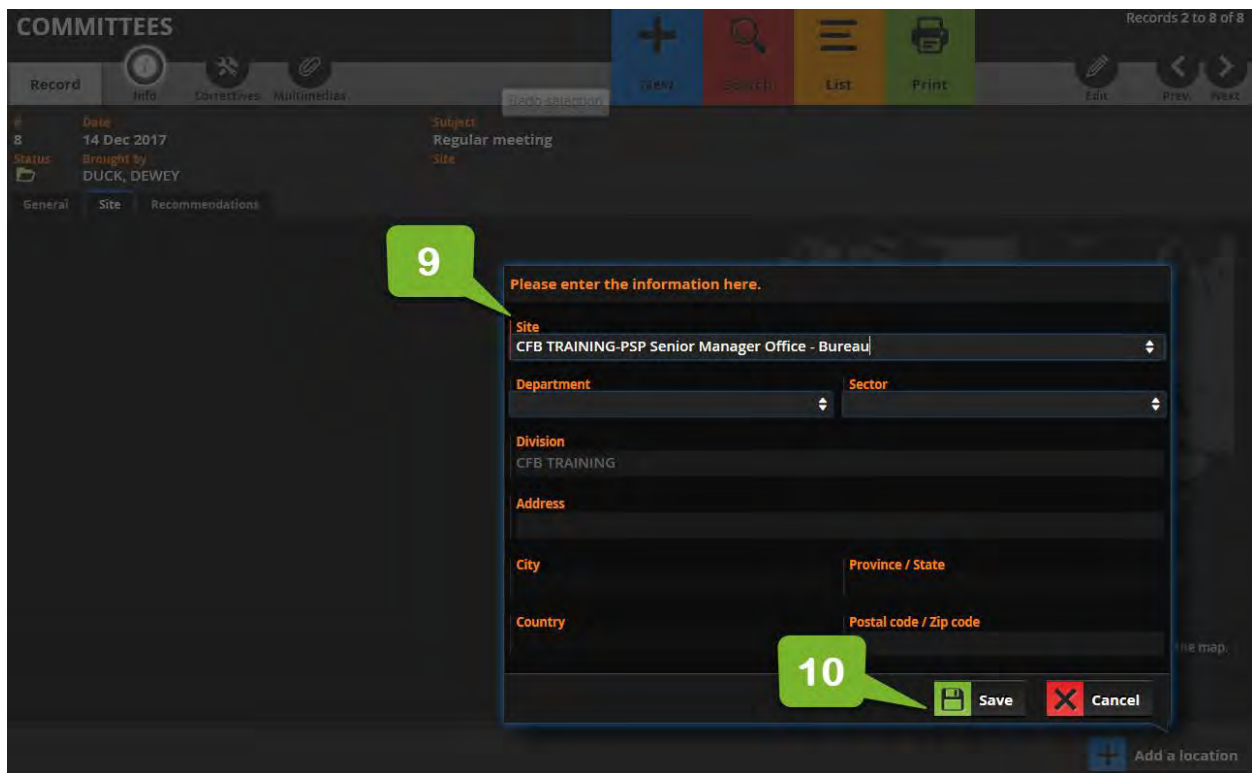 COMMITTEES
Records 2 to 8 of 8
New Search List Print
Record Info Correctives Multimedias Edit Prev. Next
Redo selection
# Date Subject
8 14 Dec 2017 Regular meeting
Status Brought by Site
DUCK, DEWEY
General Site Recommendations
9
Please enter the information here.
Site
CFB TRAINING-PSP Senior Manager Office - Bureau
Department Sector
Division
CFB TRAINING
Address
City Province / State
Country Postal code / Zip code
10
Save Cancel
Add a location